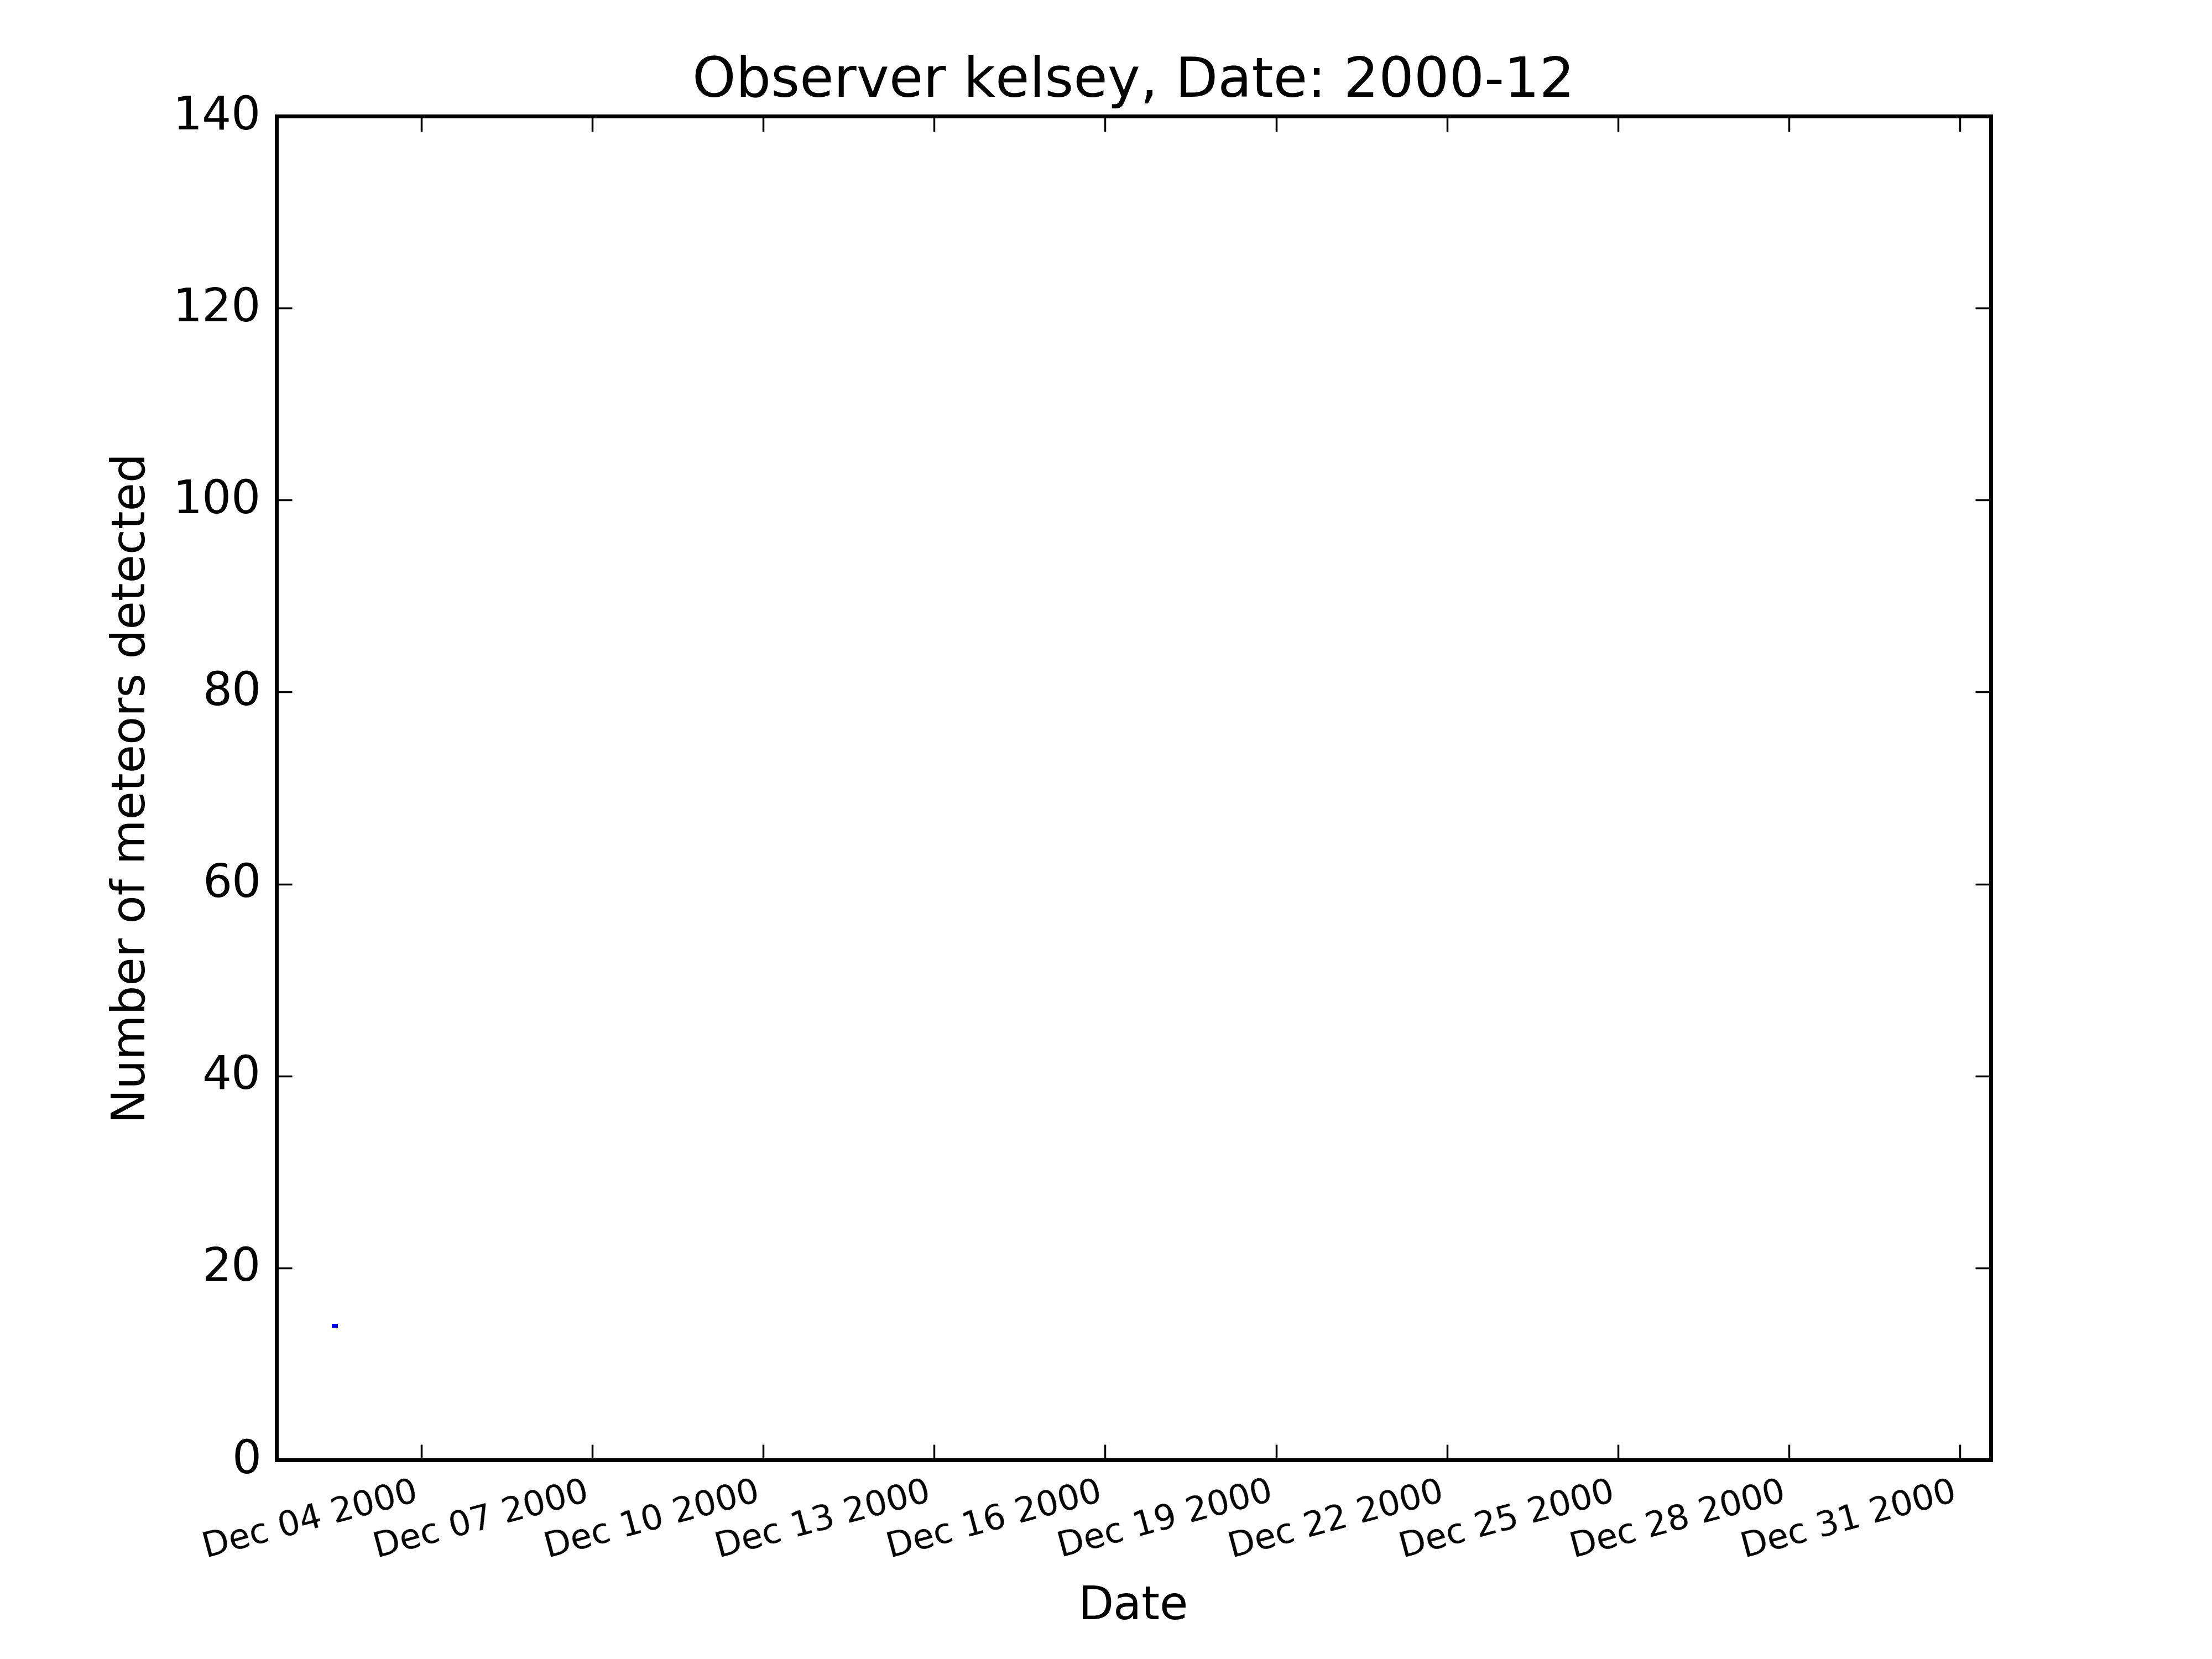 Observer kelsey, Date: 2000-12
140
120
100
80
60
40
20
0
Number of meteors detected
Dec 04 2000
Dec 07 2000
Dec 10 2000
Dec 13 2000
Dec 16 2000
Dec 19 2000
Dec 22 2000
Dec 25 2000
Dec 28 2000
Dec 31 2000
Date